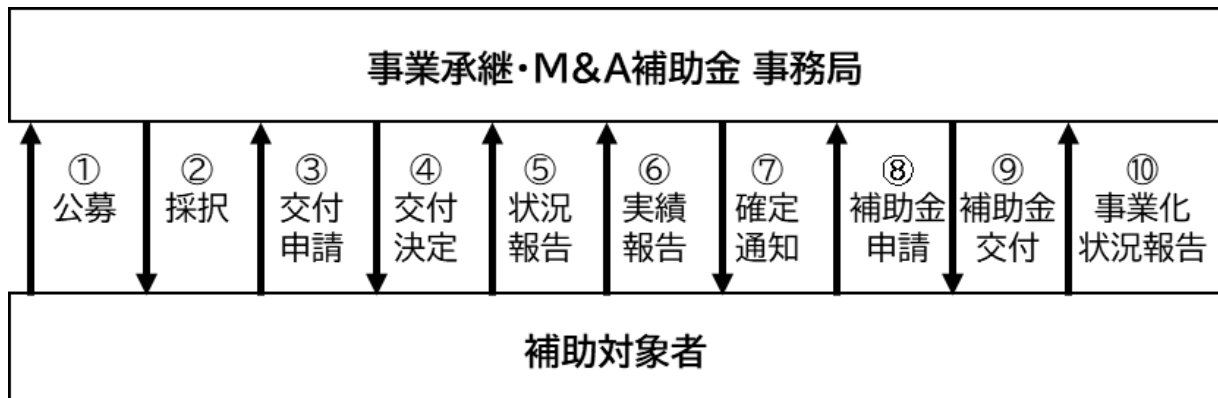 事業承継・M&A補助金 事務局
①
公募
②
採択
③
交付
申請
④
交付
決定
⑤
状況
報告
⑥
実績
報告
⑦
確定
通知
⑧
補助金
申請
⑨
補助金
交付
⑩
事業化
状況報告
補助対象者